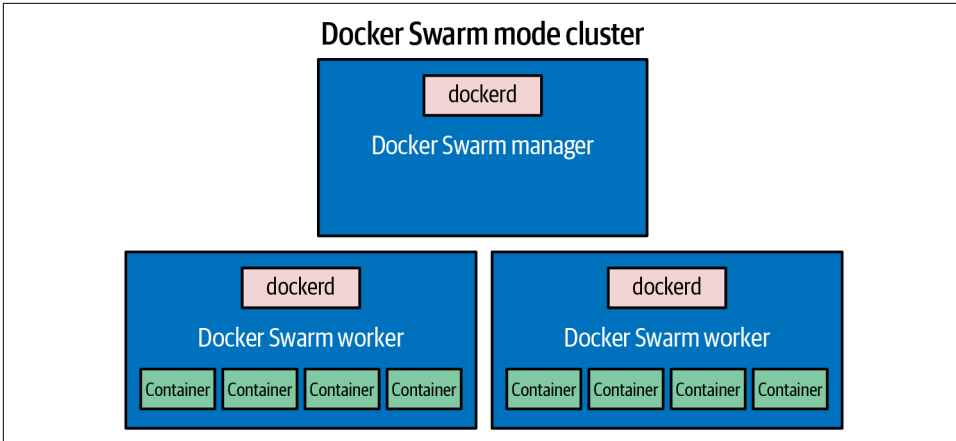 Docker Swarm mode cluster
dockerd
Docker Swarm manager
dockerd
Docker Swarm worker
Container Container Container Container
dockerd
Docker Swarm worker
Container Container Container Container